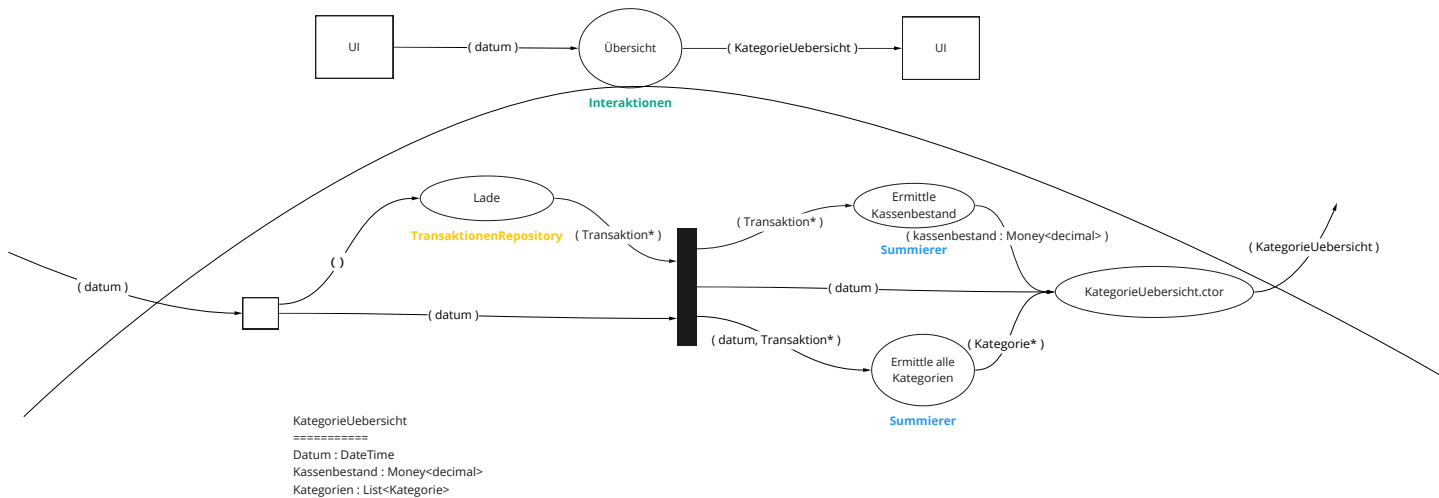 UI
( datum )
Übersicht
( KategorieUebersicht )
UI
Interaktionen
Lade
TransaktionenRepository
( Transaktion* )
( )
( datum )
( datum )
( Transaktion* )
Ermittle
Kassenbestand
( kassenbestand : Money<decimal> )
Summierer
( datum )
( datum, Transaktion* )
Ermittle alle
Kategorien
Summierer
( Kategorie* )
KategorieUebersicht.ctor
( KategorieUebersicht )
KategorieUebersicht
===========
Datum : DateTime
Kassenbestand : Money<decimal>
Kategorien : List<Kategorie>